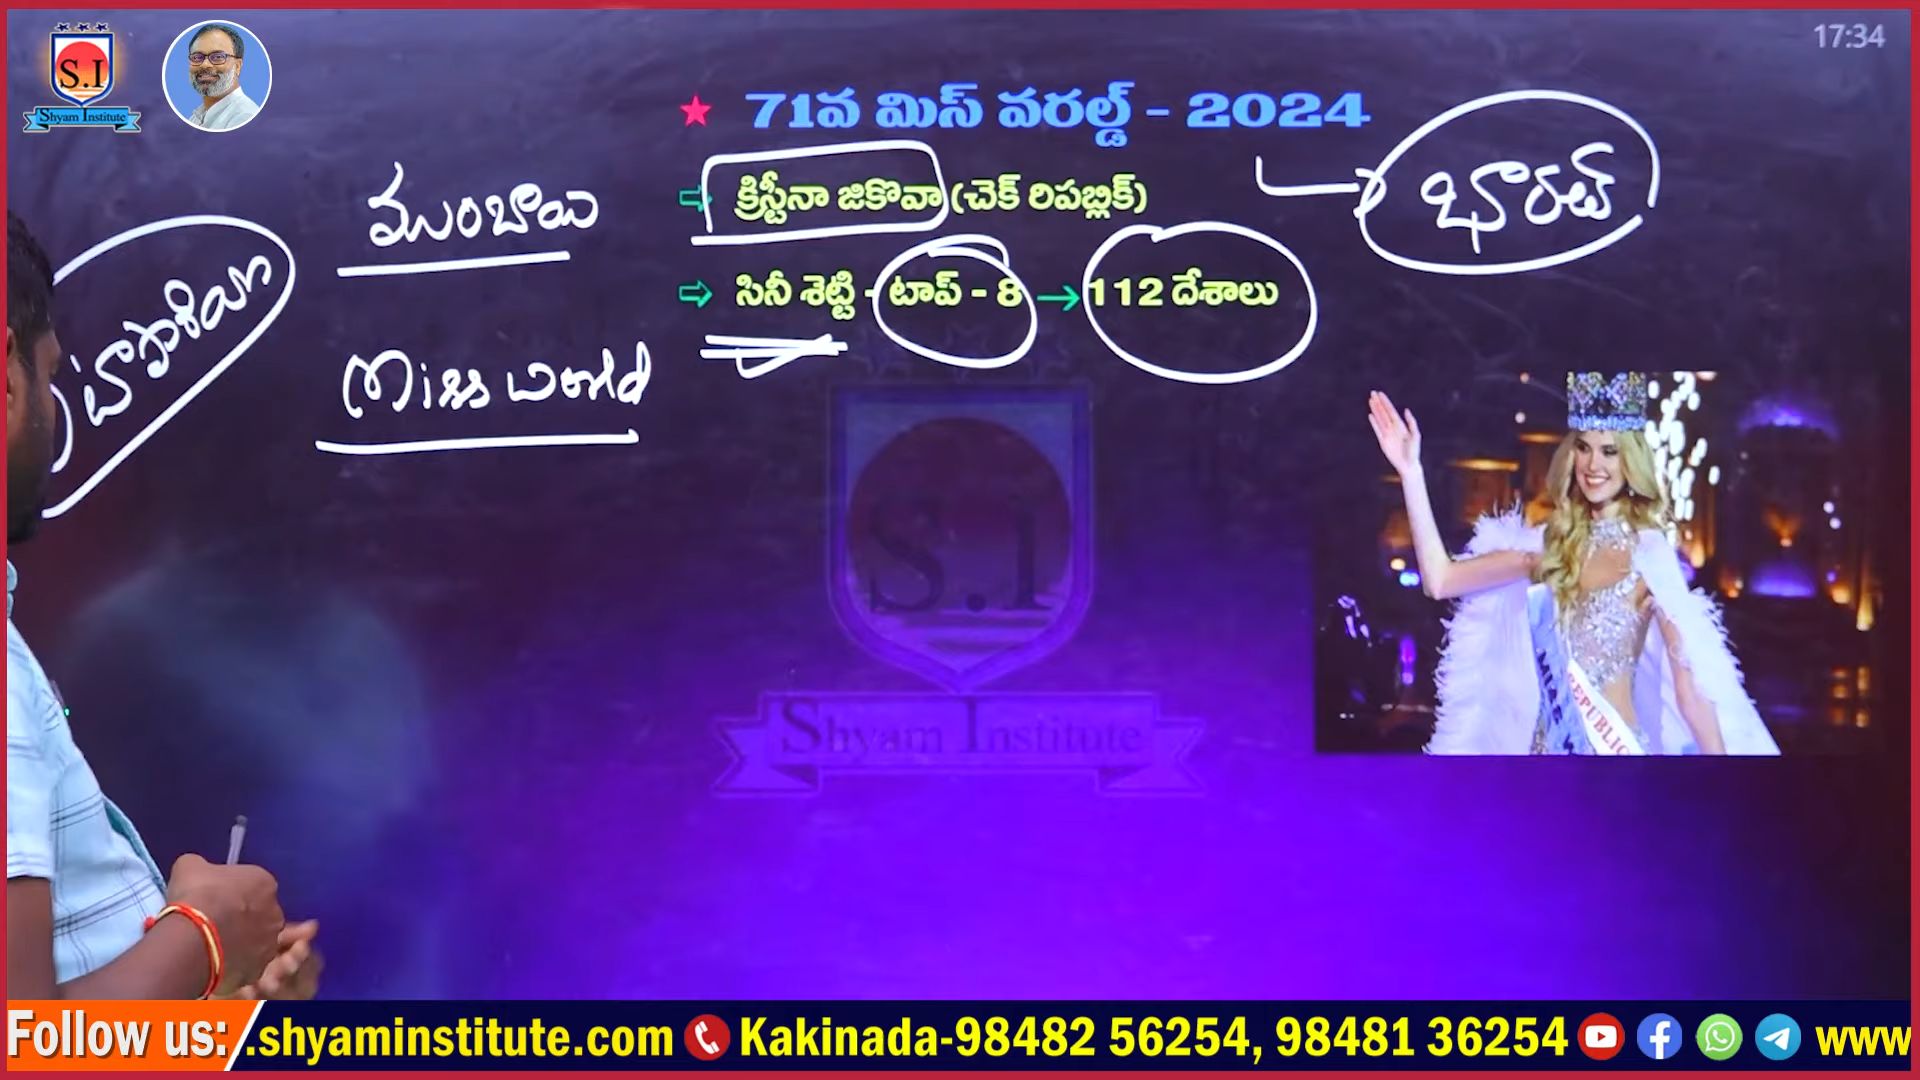 17:34
S.I
Shyam Institute
★ 71వ మిస్ వరల్డ్ - 2024
⇨ క్రిస్టీనా జికొవా (చెక్ రిపబ్లిక్)
భారత్
ముంబాయి
⇨ సినీ శెట్టి - టాప్ - 8 → 112 దేశాలు
Miss world
S.I
Shyam Institute
REPUBLIC
Follow us: .shyaminstitute.com Kakinada-98482 56254, 98481 36254 www